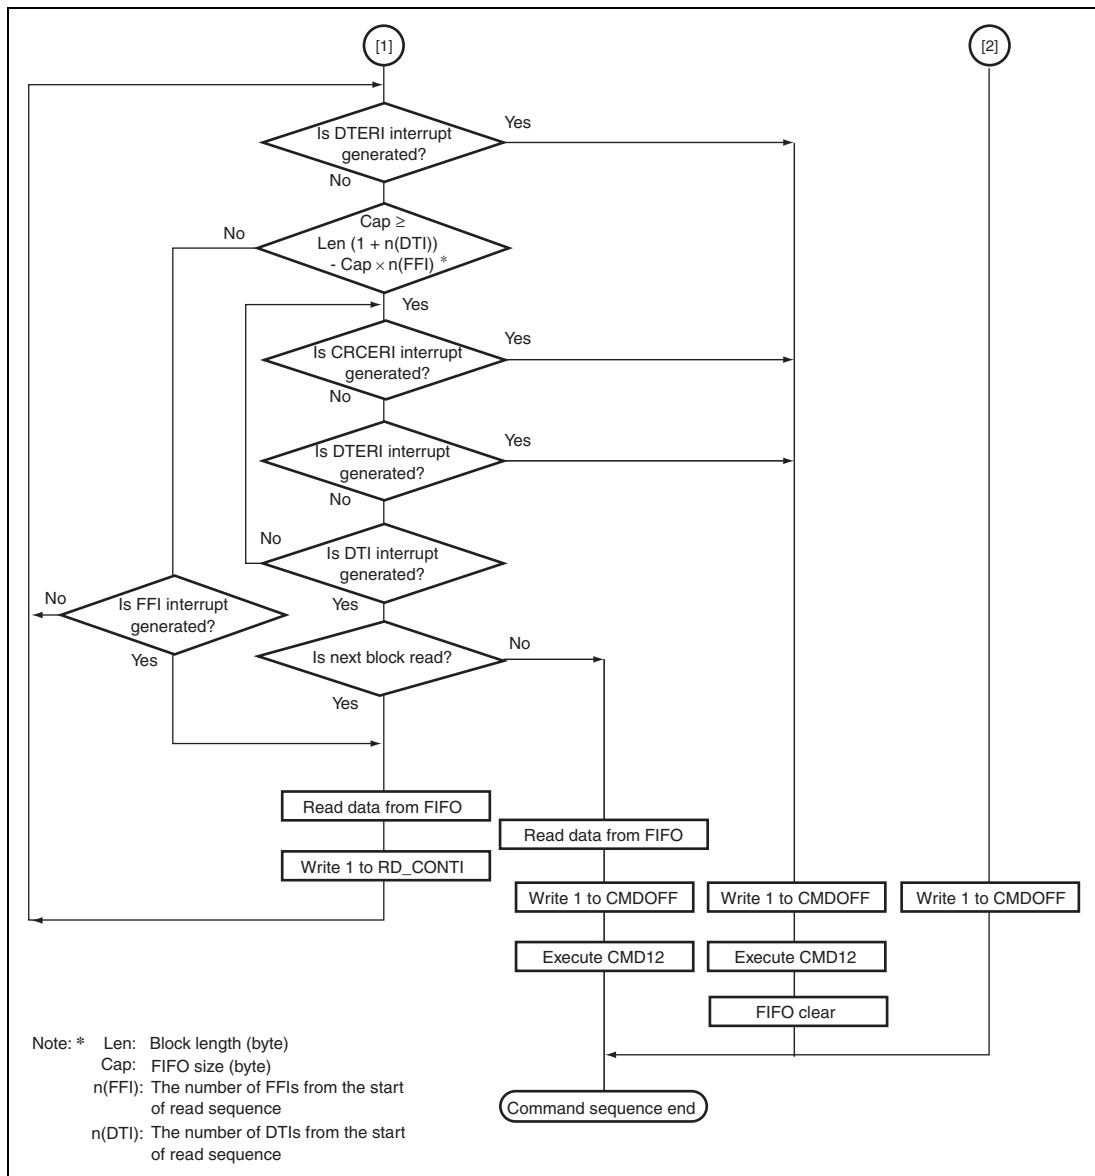 [1]
[2]
Is DTERI interrupt
generated?
Yes
No
Cap ≥
Len (1 + n(DTI))
- Cap × n(FFI) *
No
Yes
Is CRCERI interrupt
generated?
Yes
No
Is DTERI interrupt
generated?
Yes
No
Is DTI interrupt
generated?
No
Yes
Is FFI interrupt
generated?
No
Yes
Is next block read?
No
Yes
Read data from FIFO
Write 1 to RD_CONTI
Read data from FIFO
Write 1 to CMDOFF
Execute CMD12
Write 1 to CMDOFF
Execute CMD12
FIFO clear
Write 1 to CMDOFF
Command sequence end
Note: * Len: Block length (byte)
Cap: FIFO size (byte)
n(FFI): The number of FFIs from the start
of read sequence
n(DTI): The number of DTIs from the start
of read sequence